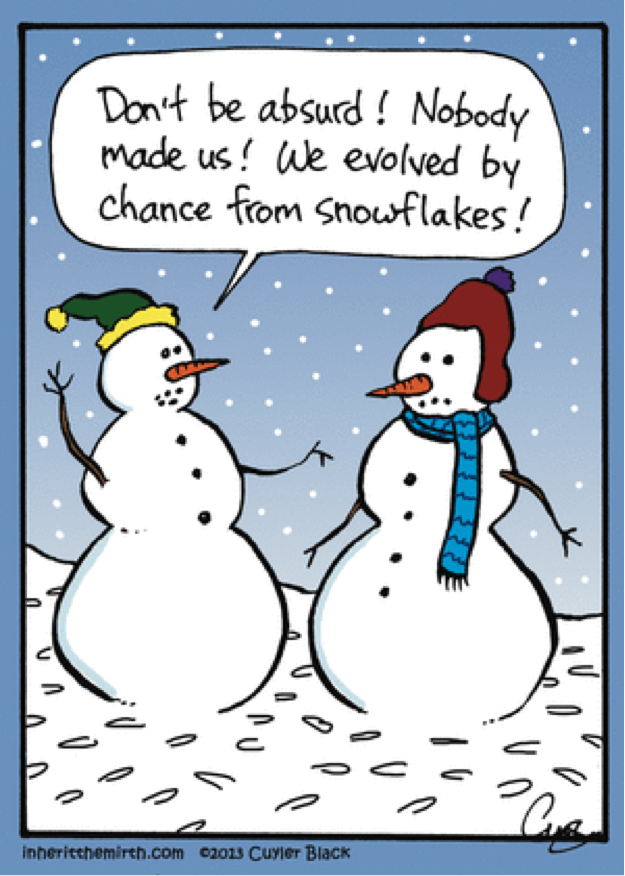 Don't be absurd! Nobody
made us! We evolved by
chance from snowflakes!
inheritthemirth.com ©2013 Cuyler Black